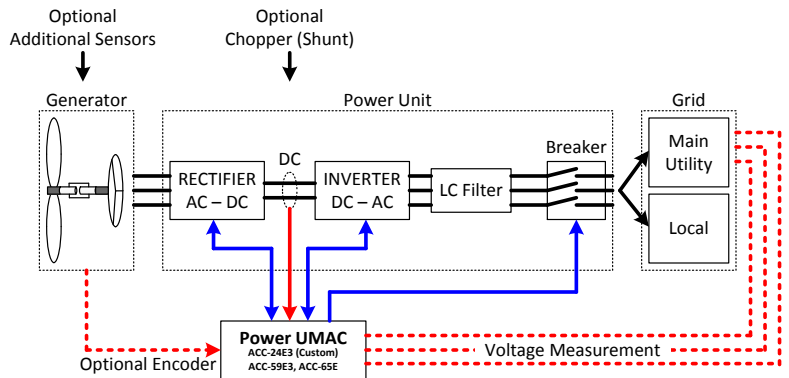 Optional
Additional Sensors
Optional
Chopper (Shunt)
Generator
Power Unit
Grid
DC
Breaker
RECTIFIER
AC – DC
INVERTER
DC – AC
LC Filter
Main
Utility
Local
Power UMAC
ACC-24E3 (Custom)
ACC-59E3, ACC-65E
Optional Encoder
Voltage Measurement